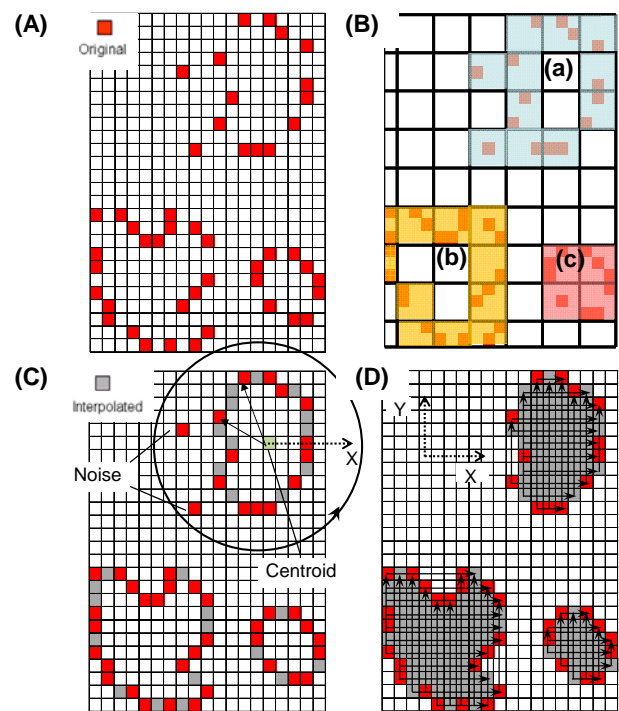 (A)
Original
(B)
(a)
(b)
(c)
(C)
Interpolated
Noise
X
Centroid
(D)
Y
X